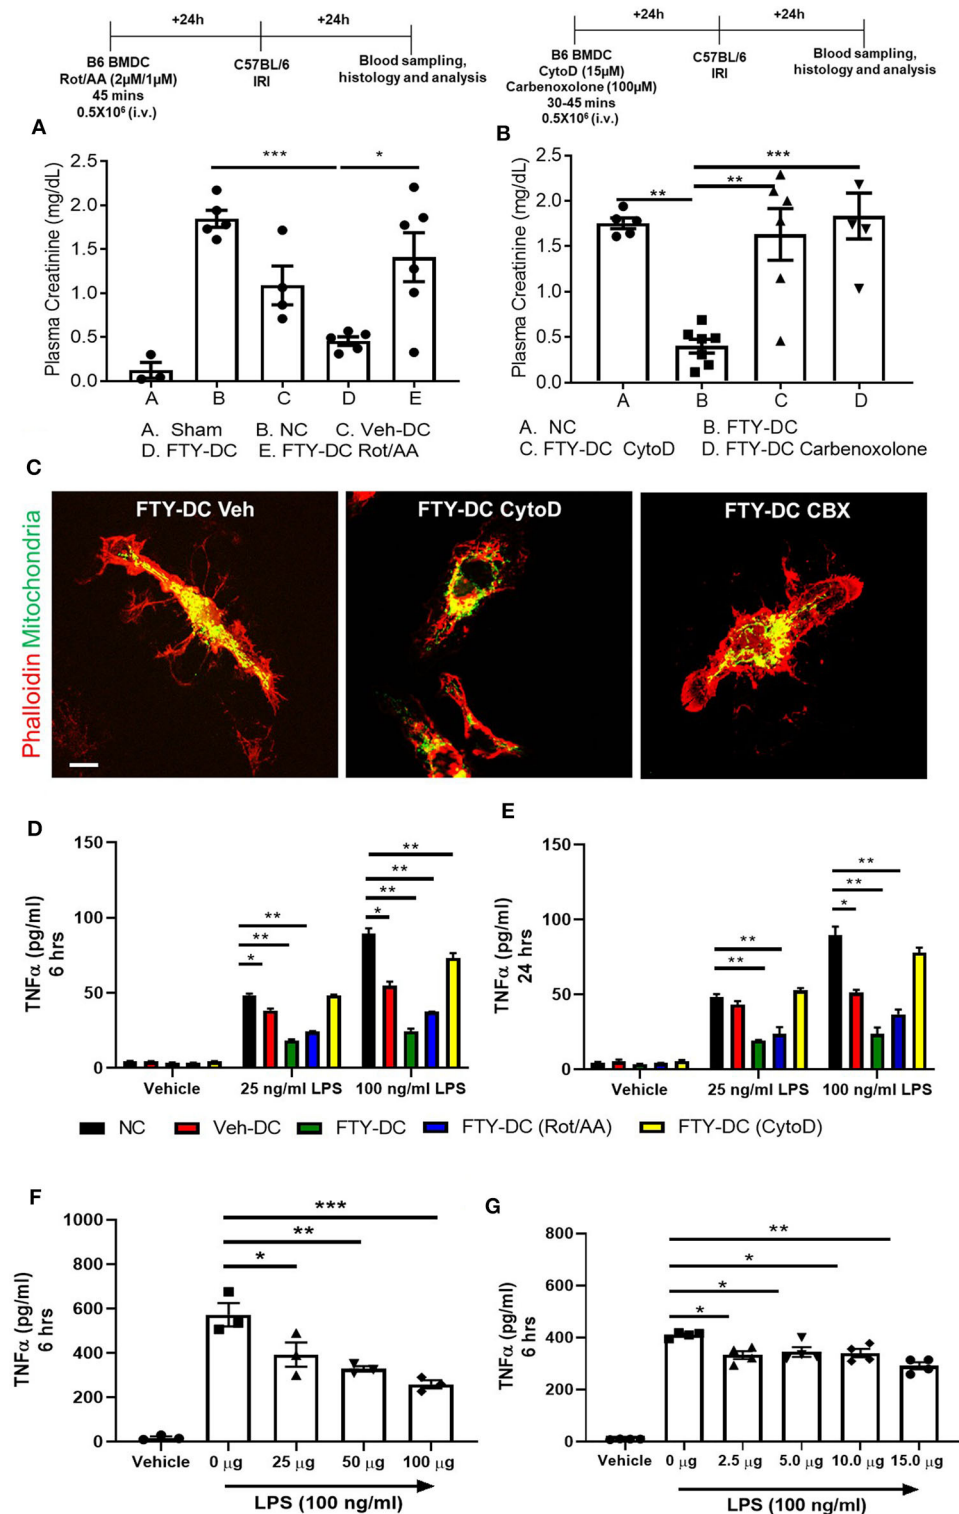 +24h +24h
B6 BMDC
Rot/AA (2µM/1µM)
45 mins
0.5X10⁶ (i.v.)
C57BL/6
IRI
Blood sampling,
histology and analysis
+24h +24h
B6 BMDC
CytoD (15µM)
Carbenoxolone (100µM)
30-45 mins
0.5X10⁶ (i.v.)
C57BL/6
IRI
Blood sampling,
histology and analysis
A
Plasma Creatinine (mg/dL)
2.5
2.0
1.5
1.0
0.5
0.0
*** *
A B C D E
A. Sham B. NC C. Veh-DC
D. FTY-DC E. FTY-DC Rot/AA
B
Plasma Creatinine (mg/dL)
2.5
2.0
1.5
1.0
0.5
0.0
***
** **
A B C D
A. NC B. FTY-DC
C. FTY-DC CytoD D. FTY-DC Carbenoxolone
C
Phalloidin Mitochondria
FTY-DC Veh
FTY-DC CytoD
FTY-DC CBX
D
TNFα (pg/ml)
6 hrs
150
100
50
0
**
**
*
**
**
**
*
Vehicle 25 ng/ml LPS 100 ng/ml LPS
E
TNFα (pg/ml)
24 hrs
150
100
50
0
**
**
**
**
*
Vehicle 25 ng/ml LPS 100 ng/ml LPS
NC Veh-DC FTY-DC FTY-DC (Rot/AA) FTY-DC (CytoD)
F
TNFα (pg/ml)
6 hrs
1000
800
600
400
200
0
***
**
*
Vehicle 0 µg 25 µg 50 µg 100 µg
LPS (100 ng/ml)
G
TNFα (pg/ml)
6 hrs
800
600
400
200
0
**
*
*
*
Vehicle 0 µg 2.5 µg 5.0 µg 10.0 µg 15.0 µg
LPS (100 ng/ml)